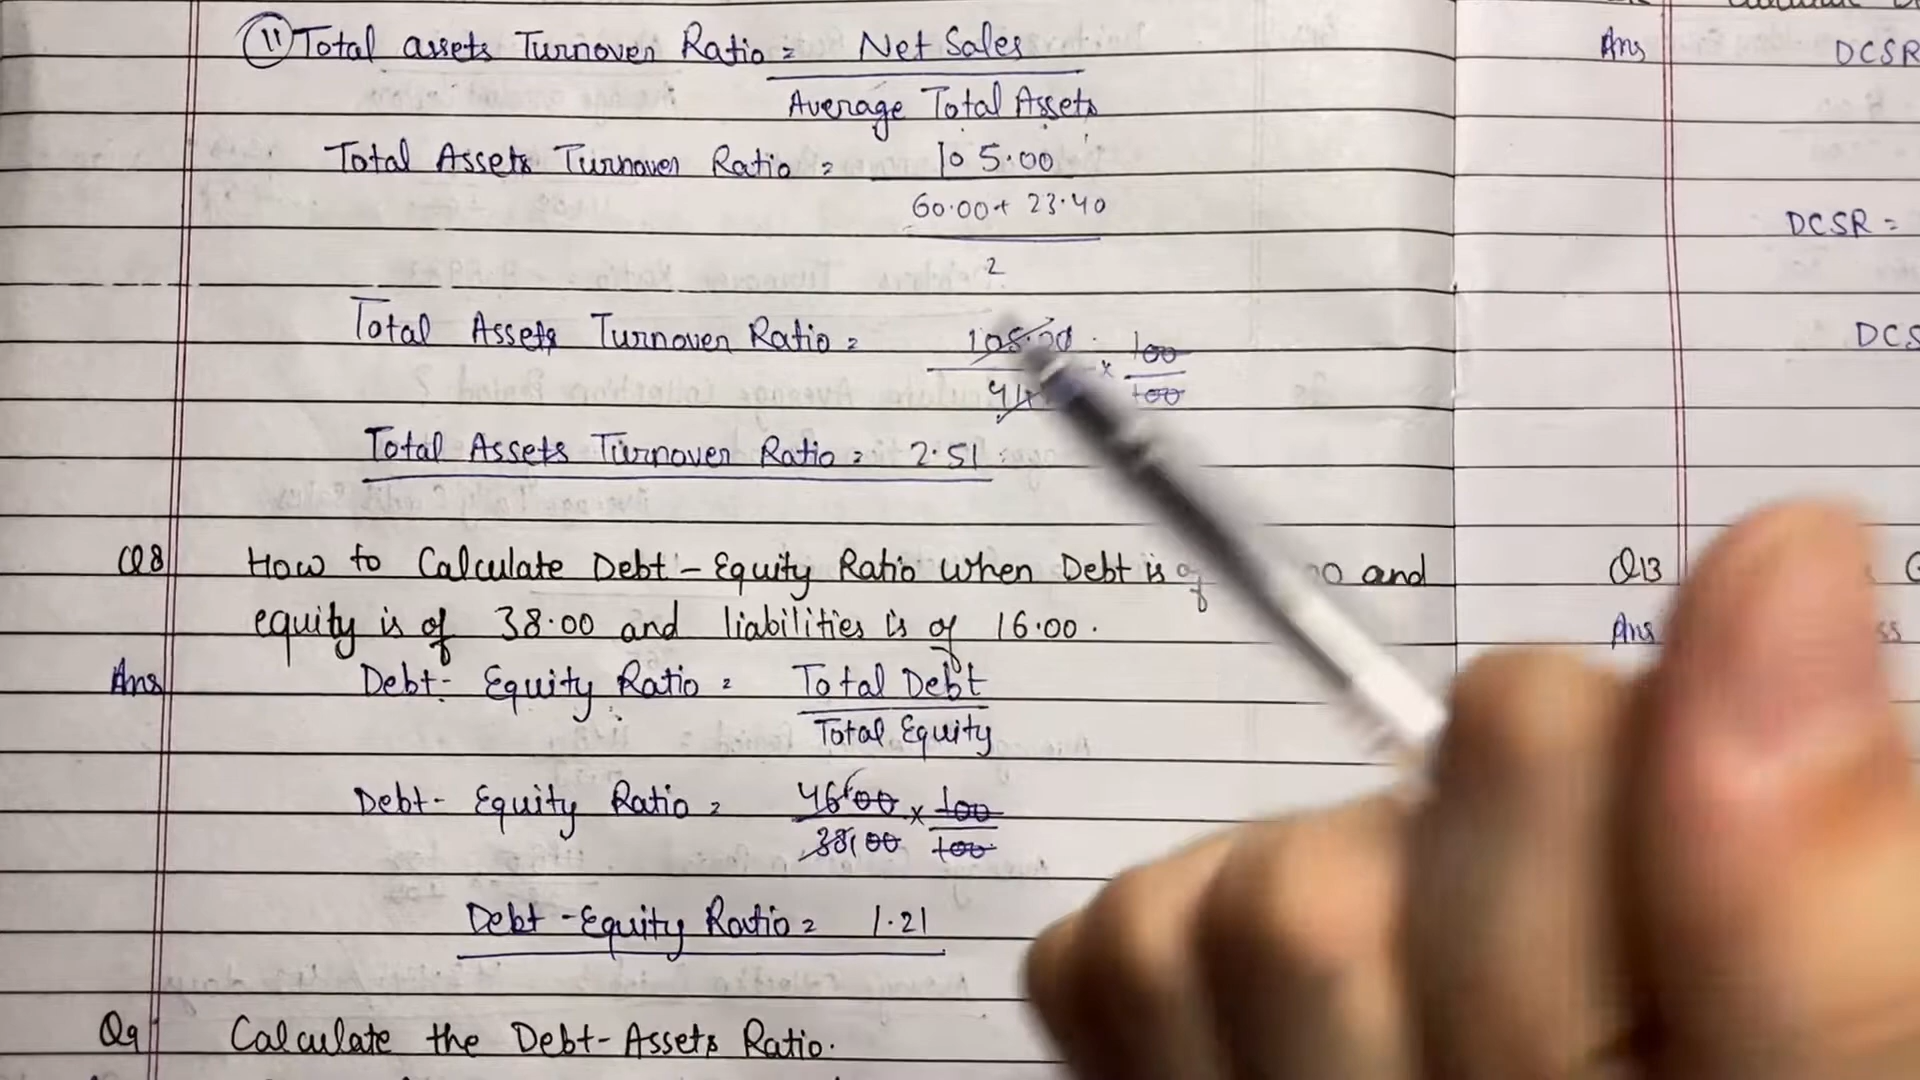 11 Total assets Turnover Ratio = Net Sales
Average Total Assets
Total Assets Turnover Ratio = 105.00
60.00 + 23.40
2
Total Assets Turnover Ratio = × 100
100
Total Assets Turnover Ratio = 2.51
Q8 How to Calculate Debt-Equity Ratio when Debt is of and
equity is of 38.00 and liabilities is of 16.00.
Ans Debt-Equity Ratio = Total Debt
Total Equity
Debt-Equity Ratio = 46.00 × 100
38.00 100
Debt-Equity Ratio = 1.21
Q9 Calculate the Debt-Assets Ratio.
Ans DCSR
DCSR =
DCS
Q13
Ans ss